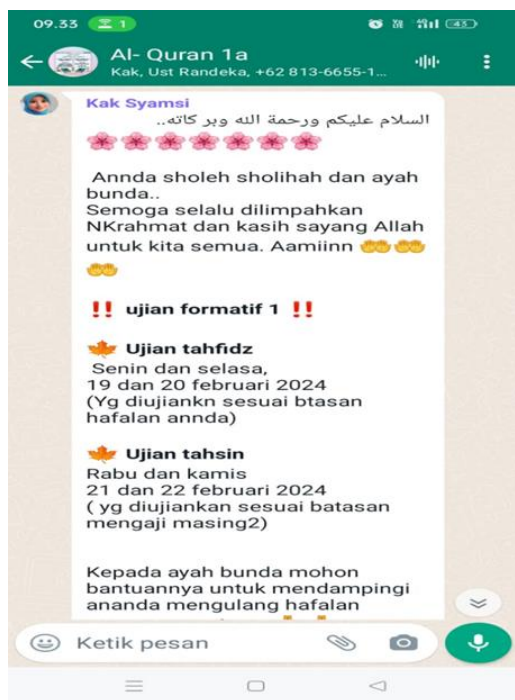 09.33 1 43
Al- Quran 1a
Kak, Ust Randeka, +62 813-6655-1...
Kak Syamsi
السلام عليكم ورحمة الله وبر كاته..
Annda sholeh sholihah dan ayah
bunda..
Semoga selalu dilimpahkan
NKrahmat dan kasih sayang Allah
untuk kita semua. Aamiinn 🤲🤲
🤲
‼️ ujian formatif 1 ‼️
🍁 Ujian tahfidz
Senin dan selasa,
19 dan 20 februari 2024
(Yg diujiankn sesuai btasan
hafalan annda)
🍁 Ujian tahsin
Rabu dan kamis
21 dan 22 februari 2024
( yg diujiankan sesuai batasan
mengaji masing2)
Kepada ayah bunda mohon
bantuannya untuk mendampingi
ananda mengulang hafalan
Ketik pesan